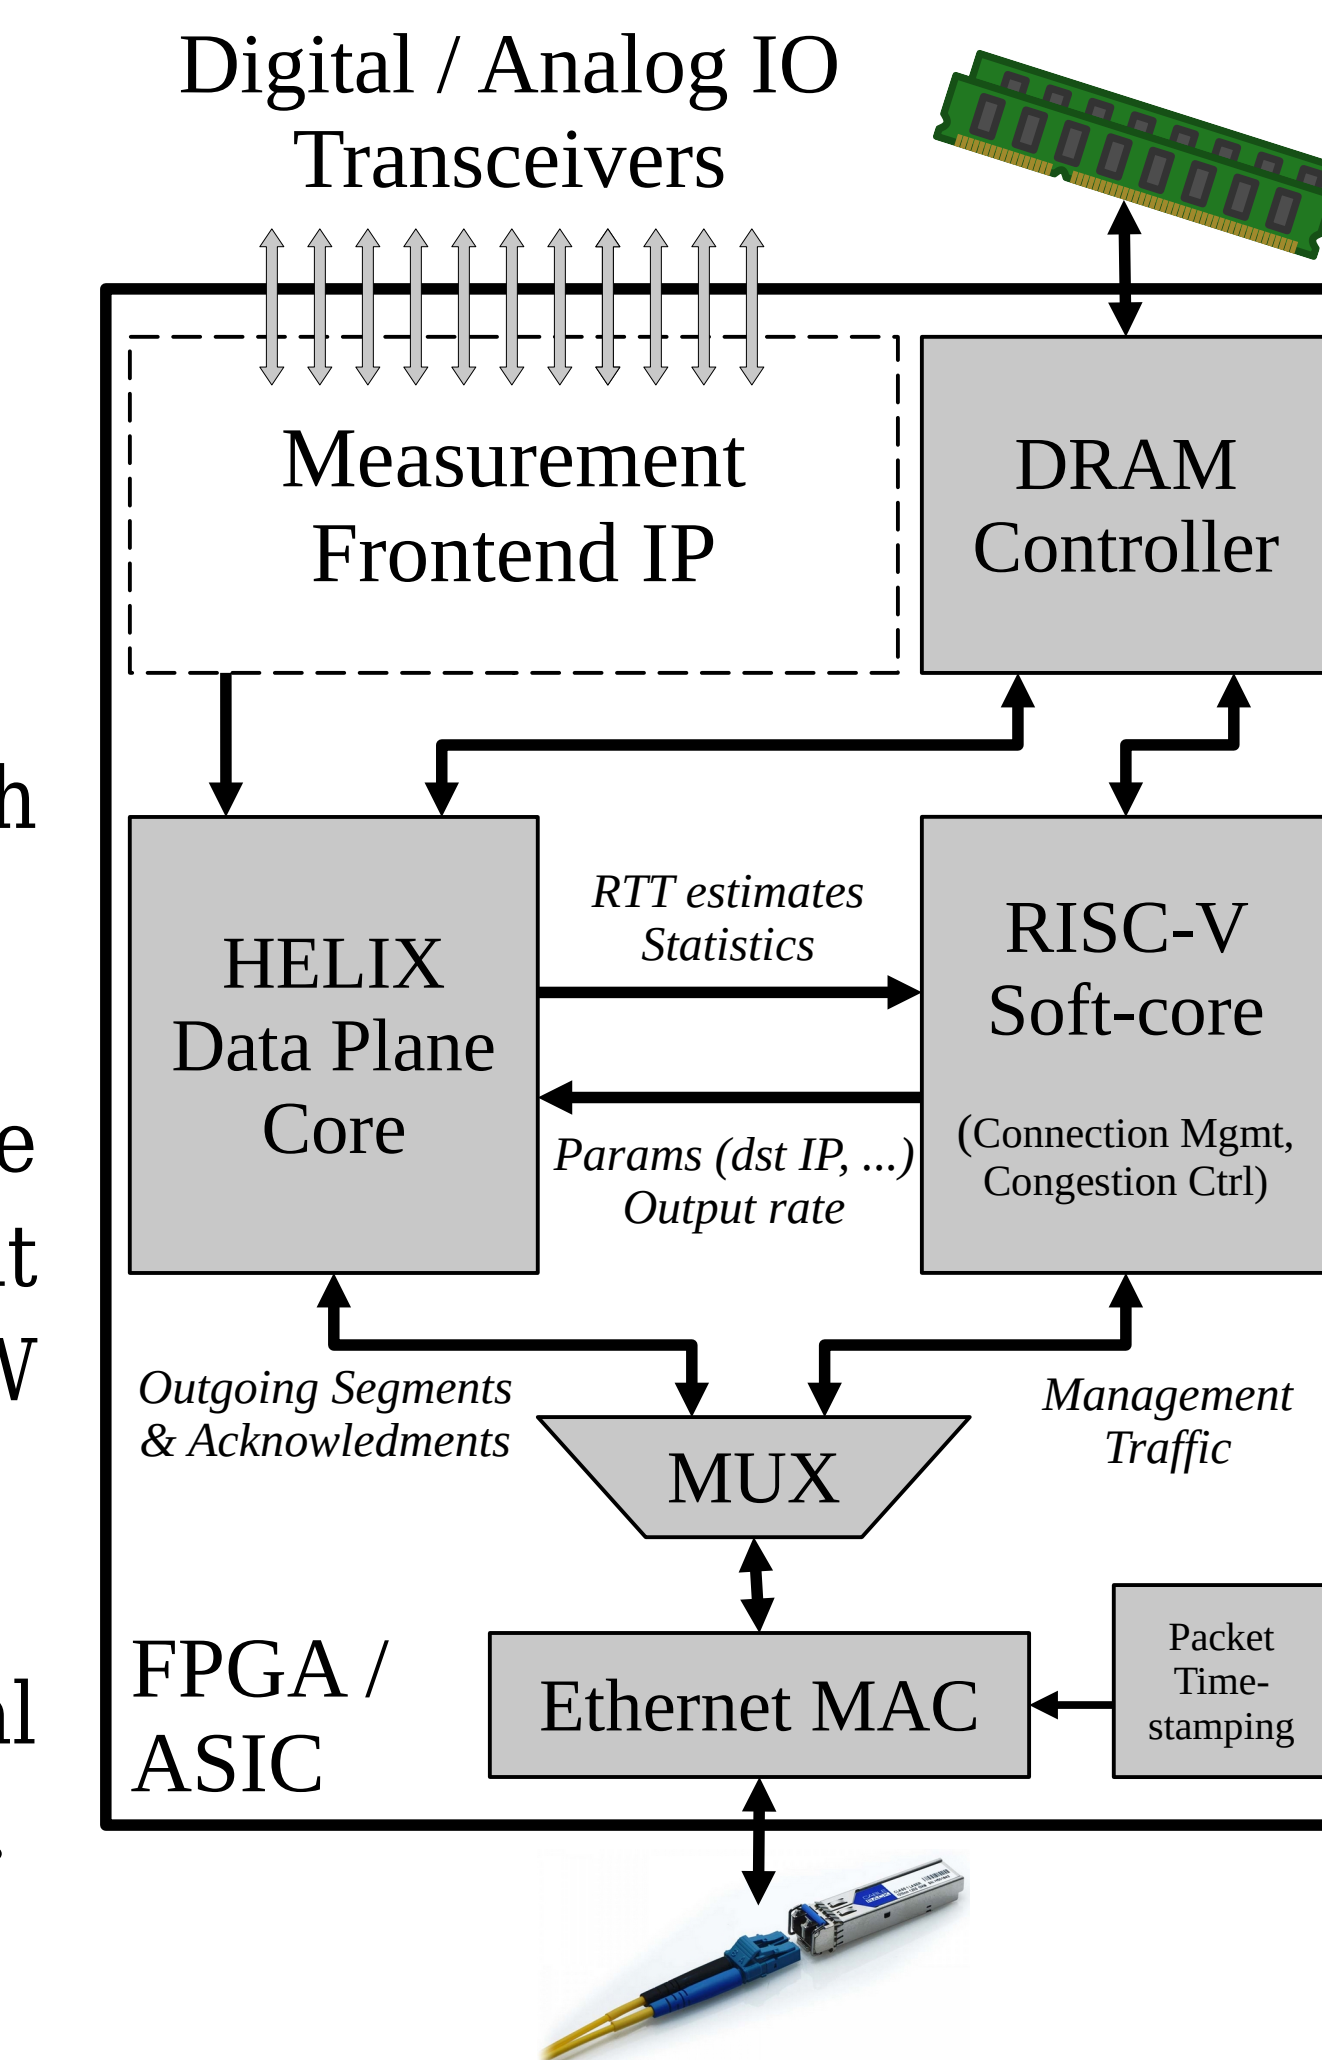 Digital / Analog IO
Transceivers
Measurement
Frontend IP
DRAM
Controller
h
RTT estimates
Statistics
HELIX
Data Plane
Core
RISC-V
Soft-core
(Connection Mgmt,
Congestion Ctrl)
Params (dst IP, ...)
Output rate
e
it
W
Outgoing Segments
& Acknowledments
Management
Traffic
MUX
FPGA /
ASIC
Ethernet MAC
Packet
Time-
stamping
al
.